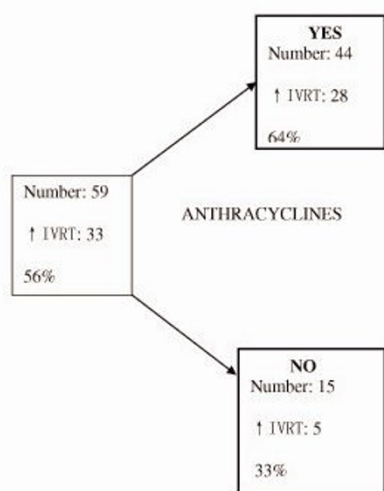 YES
Number: 44
↑ IVRT: 28
64%
Number: 59
↑ IVRT: 33
56%
ANTHRACYCLINES
NO
Number: 15
↑ IVRT: 5
33%